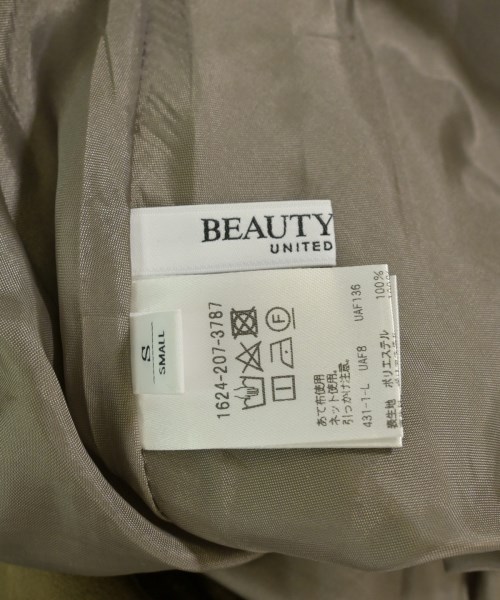 BEAUTY
UNITED
S
SMALL
1624-207-3787
F
あて布使用
ネット使用。
引っかけ注意。
431-1-L UAF8 UAF136
表生地 ポリエステル 100%